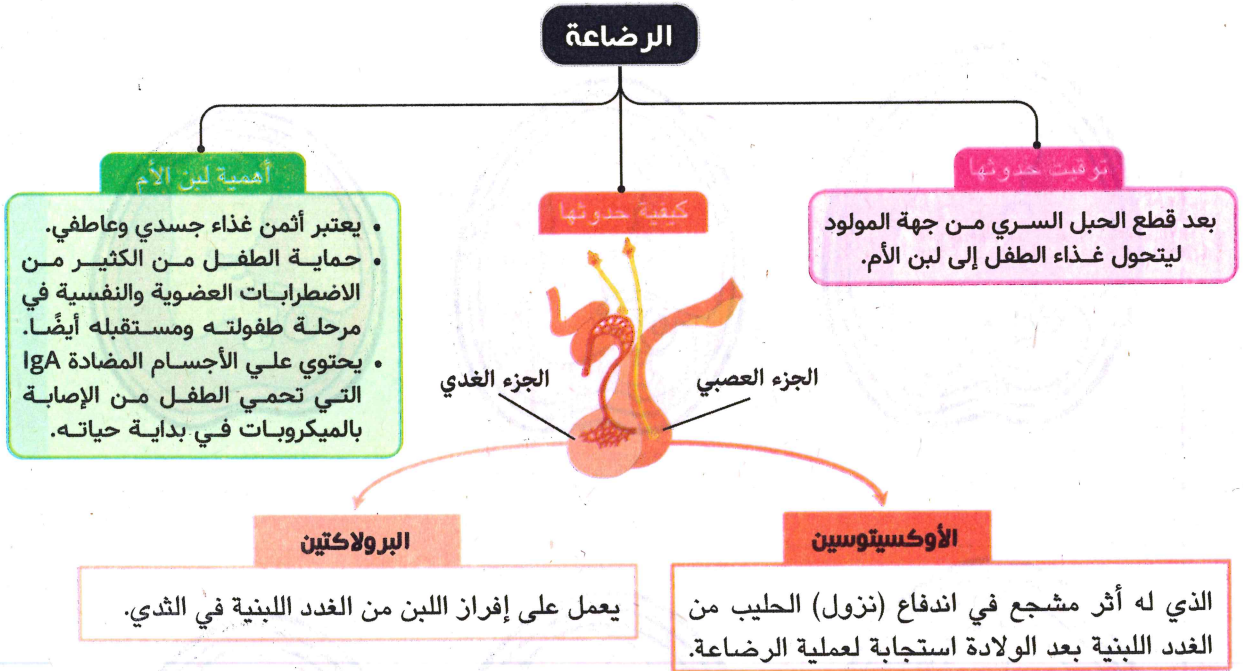 الرضاعة
توقيت حدوثها
بعد قطع الحبل السري من جهة المولود
ليتحول غذاء الطفل إلى لبن الأم.
كيفية حدوثها
الجزء العصبي
الجزء الغدي
أهمية لبن الأم
• يعتبر أثمن غذاء جسدي وعاطفي.
• حماية الطفل من الكثير من
الاضطرابات العضوية والنفسية في
مرحلة طفولته ومستقبله أيضًا.
• يحتوي علي الأجسام المضادة IgA
التي تحمي الطفل من الإصابة
بالميكروبات في بداية حياته.
الأوكسيتوسين
الذي له أثر مشجع في اندفاع (نزول) الحليب من
الغدد اللبنية بعد الولادة استجابة لعملية الرضاعة.
البرولاكتين
يعمل على إفراز اللبن من الغدد اللبنية في الثدي.